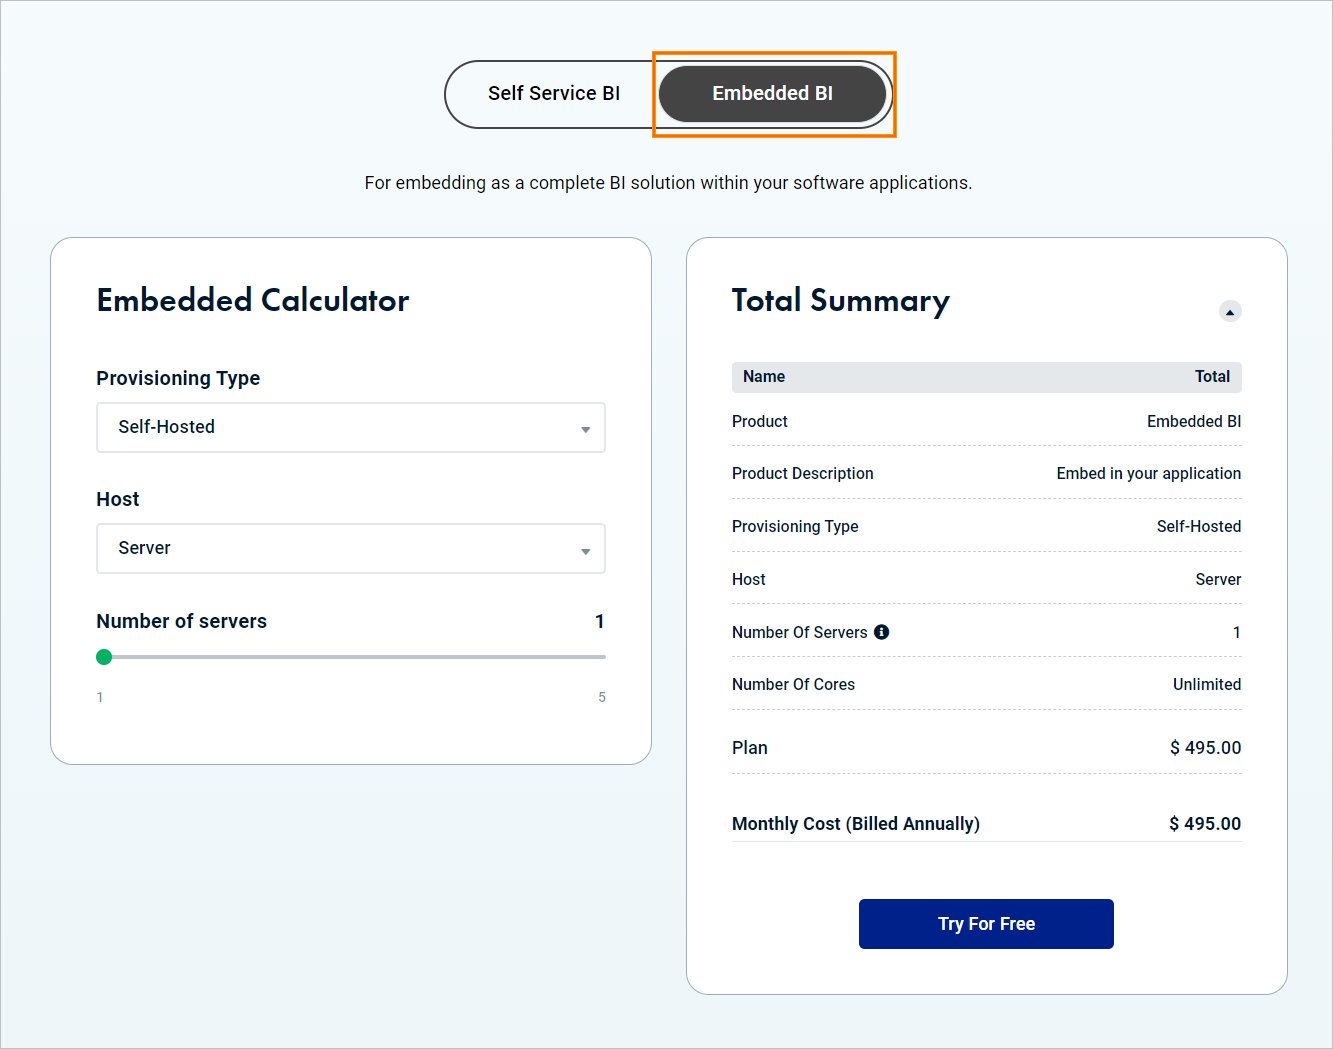 Self Service BI
Embedded BI
For embedding as a complete BI solution within your software applications.
Embedded Calculator
Provisioning Type
Self-Hosted
Host
Server
Number of servers 1
1 5
Total Summary
Name Total
Product Embedded BI
Product Description Embed in your application
Provisioning Type Self-Hosted
Host Server
Number Of Servers 1
Number Of Cores Unlimited
Plan $ 495.00
Monthly Cost (Billed Annually) $ 495.00
Try For Free